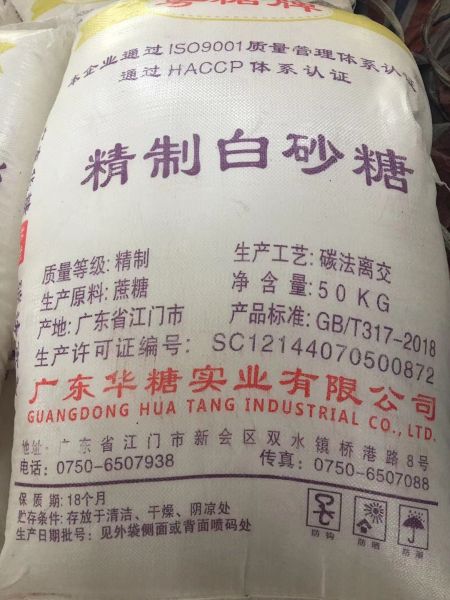 粤糖牌
本企业通过ISO9001质量管理体系认证
通过HACCP体系认证
精制白砂糖
质量等级: 精制
生产工艺: 碳法离交
生产原料: 蔗糖
净含量: 50KG
产地: 广东省江门市
产品标准: GB/T317-2018
生产许可证编号: SC12144070500872
广东华糖实业有限公司
GUANGDONG HUA TANG INDUSTRIAL CO., LTD.
地址: 广东省江门市新会区双水镇桥港路8号
电话: 0750-6507938
传真: 0750-6507088
保质期: 18个月
贮存条件: 存放于清洁、干燥、阴凉处
生产日期批号: 见外袋侧面或背面喷码处
防钩
防晒
防潮